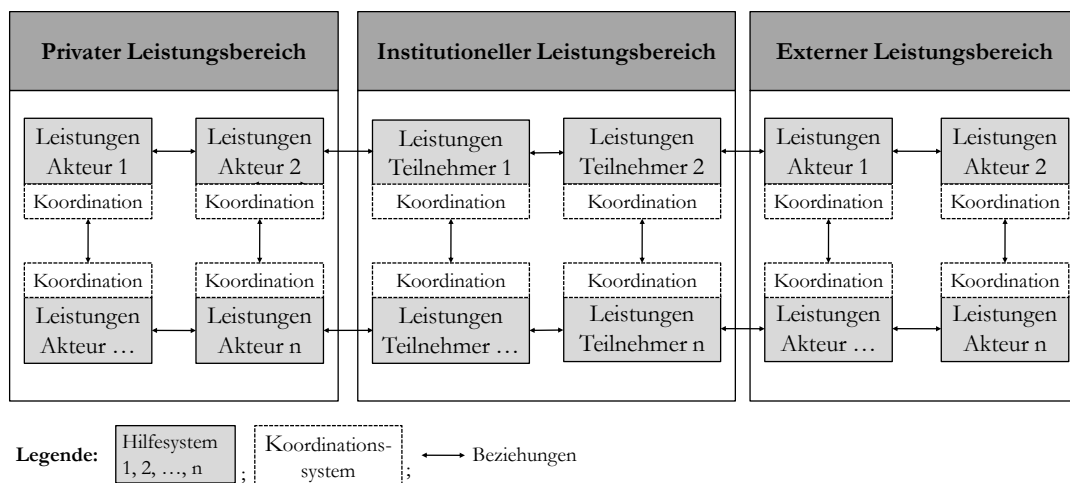 Privater Leistungsbereich
Institutioneller Leistungsbereich
Externer Leistungsbereich
Leistungen Akteur 1
Leistungen Akteur 2
Leistungen Teilnehmer 1
Leistungen Teilnehmer 2
Leistungen Akteur 1
Leistungen Akteur 2
Koordination
Koordination
Koordination
Koordination
Koordination
Koordination
Koordination
Koordination
Koordination
Koordination
Koordination
Koordination
Leistungen Akteur …
Leistungen Akteur n
Leistungen Teilnehmer …
Leistungen Teilnehmer n
Leistungen Akteur …
Leistungen Akteur n
Legende:
Hilfesystem
1, 2, …, n
;
Koordinations-
system
;
Beziehungen